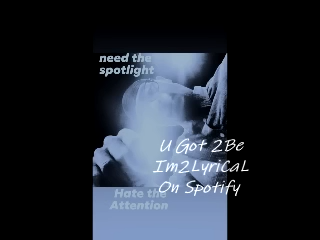 need the
spotlight
U Got 2Be
Im2LyriCaL
On Spotify
Hate the
Attention